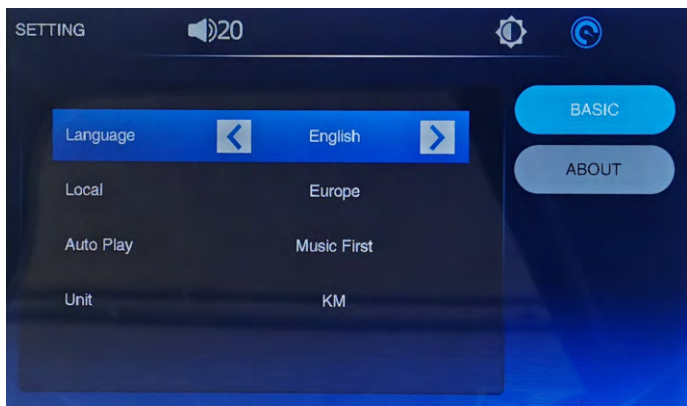 SETTING 20
BASIC
Language English
ABOUT
Local Europe
Auto Play Music First
Unit KM